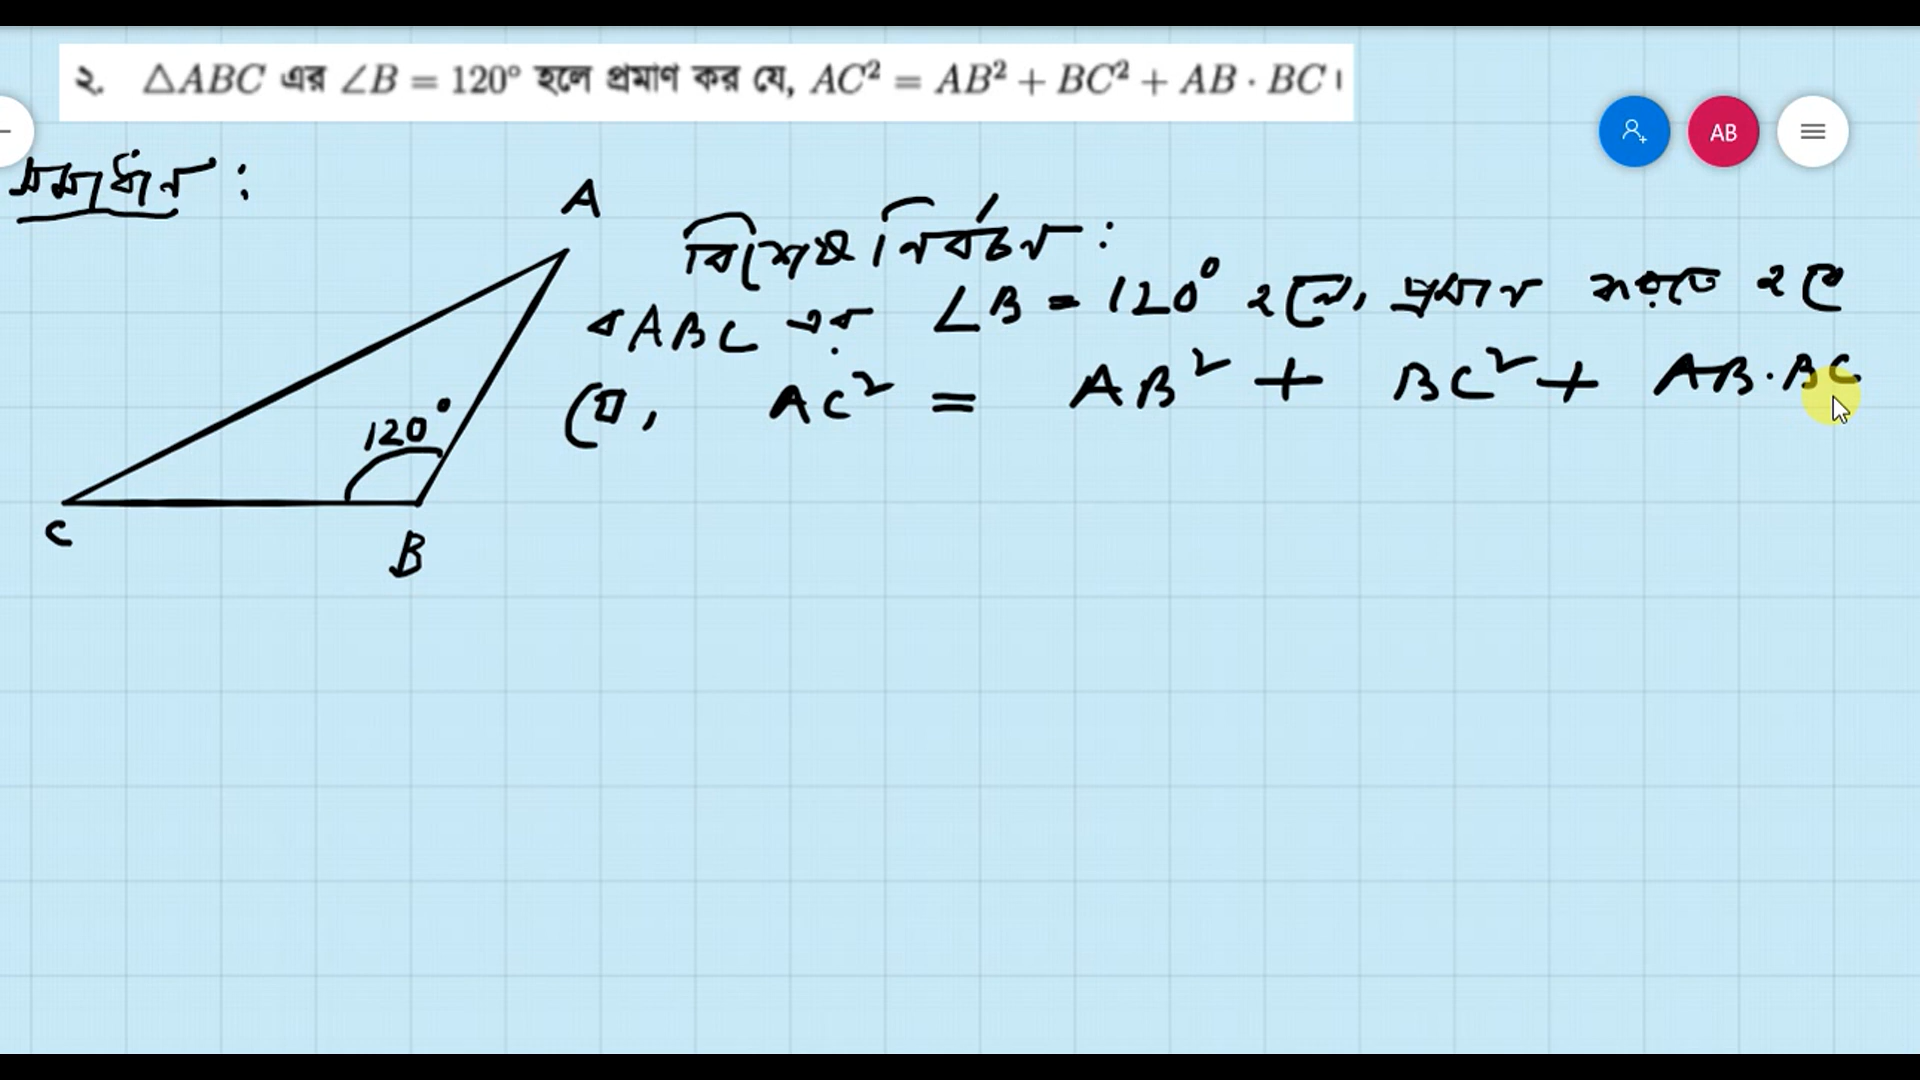 ২. △ABC এর ∠B = 120° হলে প্রমাণ কর যে, AC² = AB² + BC² + AB · BC।
AB
সমাধান :
A
বিশেষ নির্বচন :
△ABC এর ∠B = 120° হলে, প্রমাণ করতে হবে
যে, AC² = AB² + BC² + AB·BC
120°
C
B